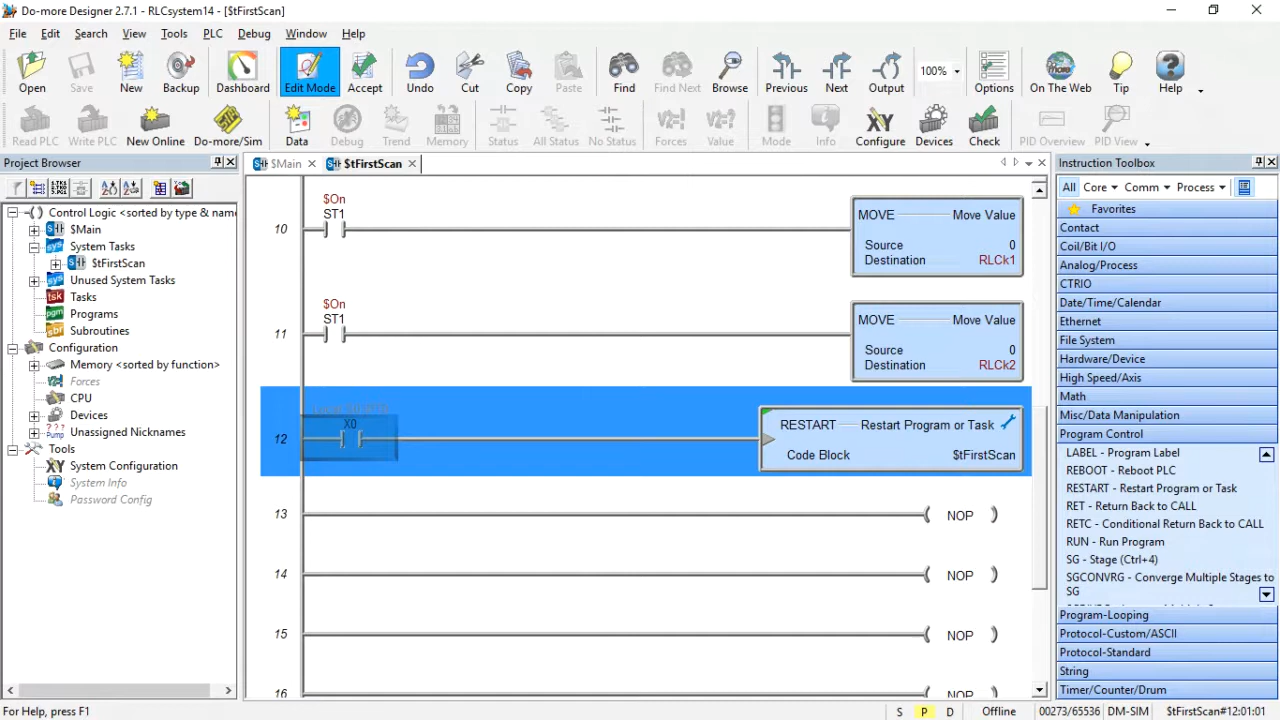 Do-more Designer 2.7.1 - RLCsystem14 - [$tFirstScan]
File Edit Search View Tools PLC Debug Window Help
Open Save New Backup Dashboard Edit Mode Accept Undo Cut Copy Paste Find Find Next Browse Previous Next Output 100% Options On The Web Tip Help
Read PLC Write PLC New Online Do-more/Sim Data Debug Trend Memory Status All Status No Status Forces Value Mode Info Configure Devices Check PID Overview PID View
Project Browser
Control Logic <sorted by type & name
$Main
System Tasks
$tFirstScan
Unused System Tasks
Tasks
Programs
Subroutines
Configuration
Memory <sorted by function>
Forces
CPU
Devices
Unassigned Nicknames
Tools
System Configuration
System Info
Password Config
$Main $tFirstScan
$On
ST1
10
MOVE Move Value
Source 0
Destination RLCk1
$On
ST1
11
MOVE Move Value
Source 0
Destination RLCk2
X0
12
RESTART Restart Program or Task
Code Block $tFirstScan
13 NOP
14 NOP
15 NOP
16 NOP
Instruction Toolbox
All Core Comm Process
Favorites
Contact
Coil/Bit I/O
Analog/Process
CTRIO
Date/Time/Calendar
Ethernet
File System
Hardware/Device
High Speed/Axis
Math
Misc/Data Manipulation
Program Control
LABEL - Program Label
REBOOT - Reboot PLC
RESTART - Restart Program or Task
RET - Return Back to CALL
RETC - Conditional Return Back to CALL
RUN - Run Program
SG - Stage (Ctrl+4)
SGCONVRG - Converge Multiple Stages to
SG
Program-Looping
Protocol-Custom/ASCII
Protocol-Standard
String
Timer/Counter/Drum
For Help, press F1
S P D Offline 00273/65536 DM-SIM $tFirstScan#12:01:01